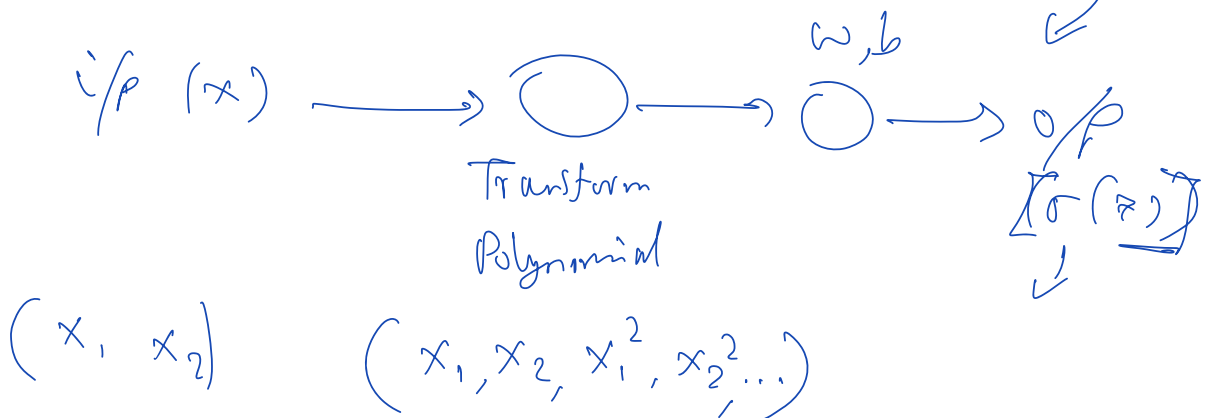 w,b
i/p (x) o/p
Transform [σ(z)]
Polynomial
(x₁ x₂) (x₁, x₂, x₁², x₂², ...)